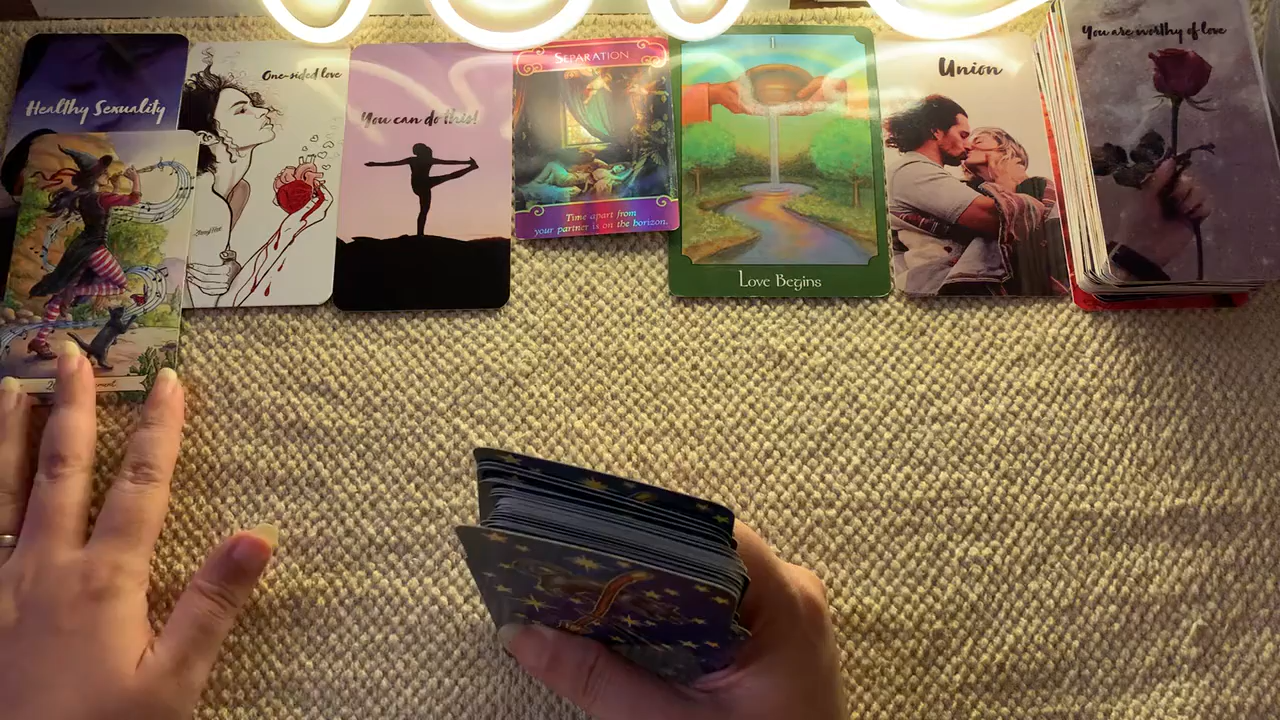 Healthy Sexuality
One-sided love
You can do this!
SEPARATION
Time apart from
your partner is on the horizon.
I
Love Begins
Union
You are worthy of love